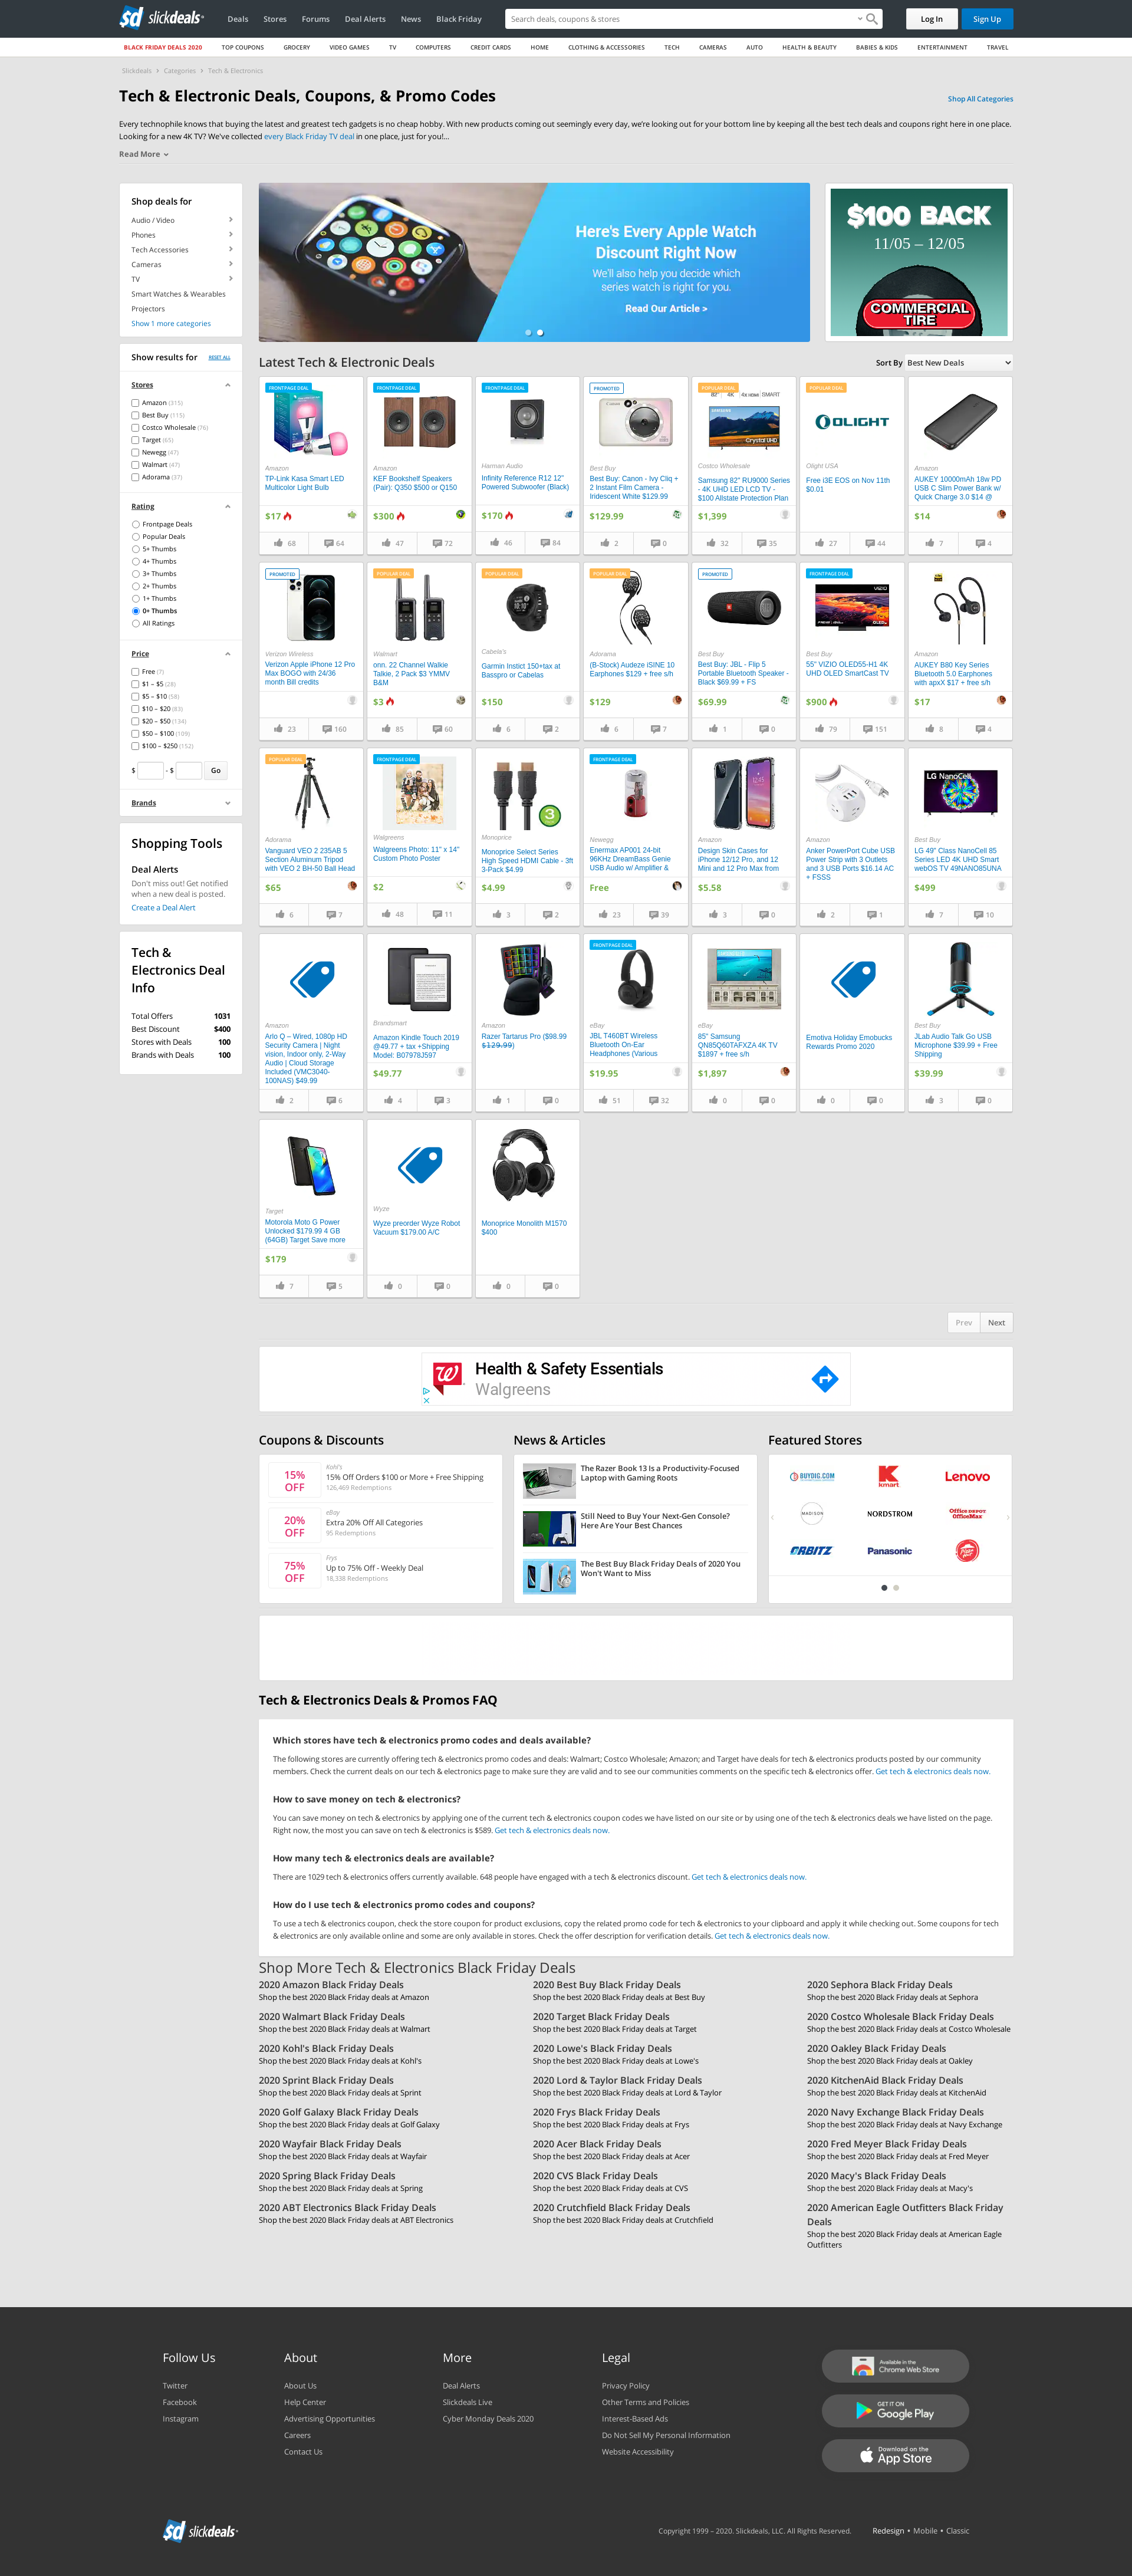 slickdeals
Deals
Stores
Forums
Deal Alerts
News
Black Friday
Search deals, coupons & stores
Log In
Sign Up
BLACK FRIDAY DEALS 2020
TOP COUPONS
GROCERY
VIDEO GAMES
TV
COMPUTERS
CREDIT CARDS
HOME
CLOTHING & ACCESSORIES
TECH
CAMERAS
AUTO
HEALTH & BEAUTY
BABIES & KIDS
ENTERTAINMENT
TRAVEL
Slickdeals > Categories > Tech & Electronics
Tech & Electronic Deals, Coupons, & Promo Codes
Shop All Categories
Every technophile knows that buying the latest and greatest tech gadgets is no cheap hobby. With new products coming out seemingly every day, we're looking out for your bottom line by keeping all the best tech deals and coupons right here in one place.
Looking for a new 4K TV? We've collected every Black Friday TV deal in one place, just for you!...
Read More
Shop deals for
Audio / Video
Phones
Tech Accessories
Cameras
TV
Smart Watches & Wearables
Projectors
Show 1 more categories
Show results for
RESET ALL
Stores
Amazon (315)
Best Buy (115)
Costco Wholesale (76)
Target (65)
Newegg (47)
Walmart (47)
Adorama (37)
Rating
Frontpage Deals
Popular Deals
5+ Thumbs
4+ Thumbs
3+ Thumbs
2+ Thumbs
1+ Thumbs
0+ Thumbs
All Ratings
Price
Free (7)
$1 – $5 (28)
$5 – $10 (58)
$10 – $20 (83)
$20 – $50 (134)
$50 – $100 (109)
$100 – $250 (152)
$ - $ Go
Brands
Shopping Tools
Deal Alerts
Don't miss out! Get notified
when a new deal is posted.
Create a Deal Alert
Tech &
Electronics Deal
Info
Total Offers 1031
Best Discount $400
Stores with Deals 100
Brands with Deals 100
Here's Every Apple Watch
Discount Right Now
We'll also help you decide which
series watch is right for you.
Read Our Article >
$100 BACK
11/05 – 12/05
COMMERCIAL
TIRE
Latest Tech & Electronic Deals
Sort By Best New Deals
FRONTPAGE DEAL
Amazon
TP-Link Kasa Smart LED
Multicolor Light Bulb
$17
68 64
FRONTPAGE DEAL
Amazon
KEF Bookshelf Speakers
(Pair): Q350 $500 or Q150
$300
47 72
FRONTPAGE DEAL
Harman Audio
Infinity Reference R12 12"
Powered Subwoofer (Black)
$170
46 84
PROMOTED
Best Buy
Best Buy: Canon - Ivy Cliq +
2 Instant Film Camera -
Iridescent White $129.99
$129.99
2 0
POPULAR DEAL
82" 4K 4x HDMI SMART
SAMSUNG
Crystal UHD
Costco Wholesale
Samsung 82" RU9000 Series
- 4K UHD LED LCD TV -
$100 Allstate Protection Plan
$1,399
32 35
POPULAR DEAL
OLIGHT
Olight USA
Free i3E EOS on Nov 11th
$0.01
27 44
Amazon
AUKEY 10000mAh 18w PD
USB C Slim Power Bank w/
Quick Charge 3.0 $14 @
$14
7 4
PROMOTED
Verizon Wireless
Verizon Apple iPhone 12 Pro
Max BOGO with 24/36
month Bill credits
23 160
POPULAR DEAL
Walmart
onn. 22 Channel Walkie
Talkie, 2 Pack $3 YMMV
B&M
$3
85 60
POPULAR DEAL
Cabela's
Garmin Instict 150+tax at
Basspro or Cabelas
$150
6 2
POPULAR DEAL
Adorama
(B-Stock) Audeze iSINE 10
Earphones $129 + free s/h
$129
6 7
PROMOTED
Best Buy
Best Buy: JBL - Flip 5
Portable Bluetooth Speaker -
Black $69.99 + FS
$69.99
1 0
FRONTPAGE DEAL
VIZIO
OLED
Best Buy
55" VIZIO OLED55-H1 4K
UHD OLED SmartCast TV
$900
79 151
Amazon
AUKEY B80 Key Series
Bluetooth 5.0 Earphones
with apxX $17 + free s/h
$17
8 4
POPULAR DEAL
Adorama
Vanguard VEO 2 235AB 5
Section Aluminum Tripod
with VEO 2 BH-50 Ball Head
$65
6 7
FRONTPAGE DEAL
Walgreens
Walgreens Photo: 11" x 14"
Custom Photo Poster
$2
48 11
3
Monoprice
Monoprice Select Series
High Speed HDMI Cable - 3ft
3-Pack $4.99
$4.99
3 2
FRONTPAGE DEAL
Newegg
Enermax AP001 24-bit
96KHz DreamBass Genie
USB Audio w/ Amplifier &
Free
23 39
Amazon
Design Skin Cases for
iPhone 12/12 Pro, and 12
Mini and 12 Pro Max from
$5.58
3 0
Amazon
Anker PowerPort Cube USB
Power Strip with 3 Outlets
and 3 USB Ports $16.14 AC
+ FSSS
2 1
LG NanoCell
Best Buy
LG 49" Class NanoCell 85
Series LED 4K UHD Smart
webOS TV 49NANO85UNA
$499
7 10
Amazon
Arlo Q – Wired, 1080p HD
Security Camera | Night
vision, Indoor only, 2-Way
Audio | Cloud Storage
Included (VMC3040-
100NAS) $49.99
2 6
Brandsmart
Amazon Kindle Touch 2019
@49.77 + tax +Shipping
Model: B07978J597
$49.77
4 3
Amazon
Razer Tartarus Pro ($98.99
$129.99)
1 0
FRONTPAGE DEAL
eBay
JBL T460BT Wireless
Bluetooth On-Ear
Headphones (Various
$19.95
51 32
eBay
85" Samsung
QN85Q60TAFXZA 4K TV
$1897 + free s/h
$1,897
0 0
Emotiva Holiday Emobucks
Rewards Promo 2020
0 0
Best Buy
JLab Audio Talk Go USB
Microphone $39.99 + Free
Shipping
$39.99
3 0
Target
Motorola Moto G Power
Unlocked $179.99 4 GB
(64GB) Target Save more
$179
7 5
Wyze
Wyze preorder Wyze Robot
Vacuum $179.00 A/C
0 0
Monoprice Monolith M1570
$400
0 0
Prev Next
Health & Safety Essentials
Walgreens
Coupons & Discounts
15%
OFF
Kohl's
15% Off Orders $100 or More + Free Shipping
126,469 Redemptions
20%
OFF
eBay
Extra 20% Off All Categories
95 Redemptions
75%
OFF
Frys
Up to 75% Off - Weekly Deal
18,338 Redemptions
News & Articles
The Razer Book 13 Is a Productivity-Focused
Laptop with Gaming Roots
Still Need to Buy Your Next-Gen Console?
Here Are Your Best Chances
The Best Buy Black Friday Deals of 2020 You
Won't Want to Miss
Featured Stores
BUYDIG.COM
kmart
Lenovo
MADISON
NORDSTROM
Office DEPOT
OfficeMax
ORBITZ
Panasonic
Tech & Electronics Deals & Promos FAQ
Which stores have tech & electronics promo codes and deals available?
The following stores are currently offering tech & electronics promo codes and deals: Walmart; Costco Wholesale; Amazon; and Target have deals for tech & electronics products posted by our community
members. Check the current deals on our tech & electronics page to make sure they are valid and to see our communities comments on the specific tech & electronics offer. Get tech & electronics deals now.
How to save money on tech & electronics?
You can save money on tech & electronics by applying one of the current tech & electronics coupon codes we have listed on our site or by using one of the tech & electronics deals we have listed on the page.
Right now, the most you can save on tech & electronics is $589. Get tech & electronics deals now.
How many tech & electronics deals are available?
There are 1029 tech & electronics offers currently available. 648 people have engaged with a tech & electronics discount. Get tech & electronics deals now.
How do I use tech & electronics promo codes and coupons?
To use a tech & electronics coupon, check the store coupon for product exclusions, copy the related promo code for tech & electronics to your clipboard and apply it while checking out. Some coupons for tech
& electronics are only available online and some are only available in stores. Check the offer description for verification details. Get tech & electronics deals now.
Shop More Tech & Electronics Black Friday Deals
2020 Amazon Black Friday Deals
Shop the best 2020 Black Friday deals at Amazon
2020 Best Buy Black Friday Deals
Shop the best 2020 Black Friday deals at Best Buy
2020 Sephora Black Friday Deals
Shop the best 2020 Black Friday deals at Sephora
2020 Walmart Black Friday Deals
Shop the best 2020 Black Friday deals at Walmart
2020 Target Black Friday Deals
Shop the best 2020 Black Friday deals at Target
2020 Costco Wholesale Black Friday Deals
Shop the best 2020 Black Friday deals at Costco Wholesale
2020 Kohl's Black Friday Deals
Shop the best 2020 Black Friday deals at Kohl's
2020 Lowe's Black Friday Deals
Shop the best 2020 Black Friday deals at Lowe's
2020 Oakley Black Friday Deals
Shop the best 2020 Black Friday deals at Oakley
2020 Sprint Black Friday Deals
Shop the best 2020 Black Friday deals at Sprint
2020 Lord & Taylor Black Friday Deals
Shop the best 2020 Black Friday deals at Lord & Taylor
2020 KitchenAid Black Friday Deals
Shop the best 2020 Black Friday deals at KitchenAid
2020 Golf Galaxy Black Friday Deals
Shop the best 2020 Black Friday deals at Golf Galaxy
2020 Frys Black Friday Deals
Shop the best 2020 Black Friday deals at Frys
2020 Navy Exchange Black Friday Deals
Shop the best 2020 Black Friday deals at Navy Exchange
2020 Wayfair Black Friday Deals
Shop the best 2020 Black Friday deals at Wayfair
2020 Acer Black Friday Deals
Shop the best 2020 Black Friday deals at Acer
2020 Fred Meyer Black Friday Deals
Shop the best 2020 Black Friday deals at Fred Meyer
2020 Spring Black Friday Deals
Shop the best 2020 Black Friday deals at Spring
2020 CVS Black Friday Deals
Shop the best 2020 Black Friday deals at CVS
2020 Macy's Black Friday Deals
Shop the best 2020 Black Friday deals at Macy's
2020 ABT Electronics Black Friday Deals
Shop the best 2020 Black Friday deals at ABT Electronics
2020 Crutchfield Black Friday Deals
Shop the best 2020 Black Friday deals at Crutchfield
2020 American Eagle Outfitters Black Friday
Deals
Shop the best 2020 Black Friday deals at American Eagle
Outfitters
Follow Us
Twitter
Facebook
Instagram
About
About Us
Help Center
Advertising Opportunities
Careers
Contact Us
More
Deal Alerts
Slickdeals Live
Cyber Monday Deals 2020
Legal
Privacy Policy
Other Terms and Policies
Interest-Based Ads
Do Not Sell My Personal Information
Website Accessibility
Available in the
Chrome Web Store
GET IT ON
Google Play
Download on the
App Store
slickdeals
Copyright 1999 – 2020. Slickdeals, LLC. All Rights Reserved.
Redesign • Mobile • Classic